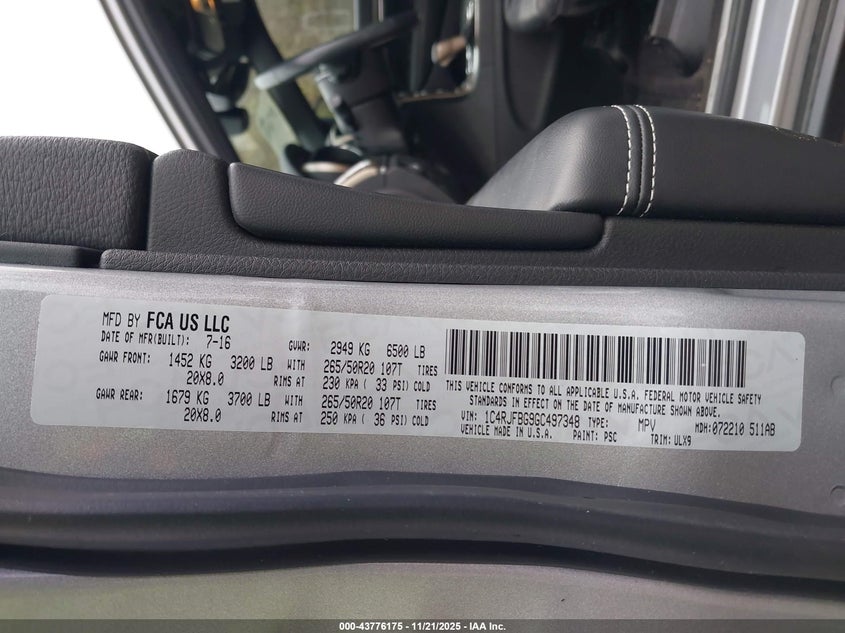 MFD BY FCA US LLC
DATE OF MFR(BUILT): 7-16 GVWR: 2949 KG 6500 LB
GAWR FRONT: 1452 KG 3200 LB WITH 265/50R20 107T TIRES
20X8.0 RIMS AT 230 KPA ( 33 PSI) COLD
GAWR REAR: 1679 KG 3700 LB WITH 265/50R20 107T TIRES
20X8.0 RIMS AT 250 KPA ( 36 PSI) COLD
THIS VEHICLE CONFORMS TO ALL APPLICABLE U.S.A. FEDERAL MOTOR VEHICLE SAFETY
STANDARDS IN EFFECT ON THE DATE OF MANUFACTURE SHOWN ABOVE.
VIN: 1C4RJFBG9GC497348 TYPE: MPV MDH: 072210 511AB
VEHICLE MADE IN U.S.A. PAINT: PSC TRIM: ULX9
000-43776175 - 11/21/2025 - IAA Inc.